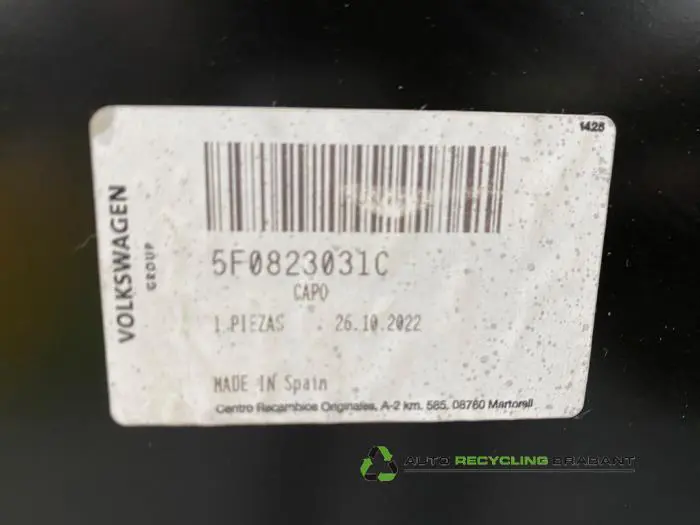 1425
VOLKSWAGEN
GROUP
5F0823031C
CAPO
1 PIEZAS 26.10.2022
MADE IN Spain
Centro Recambios Originales, A-2 km. 585, 08760 Martorell
AUTO RECYCLING BRABANT